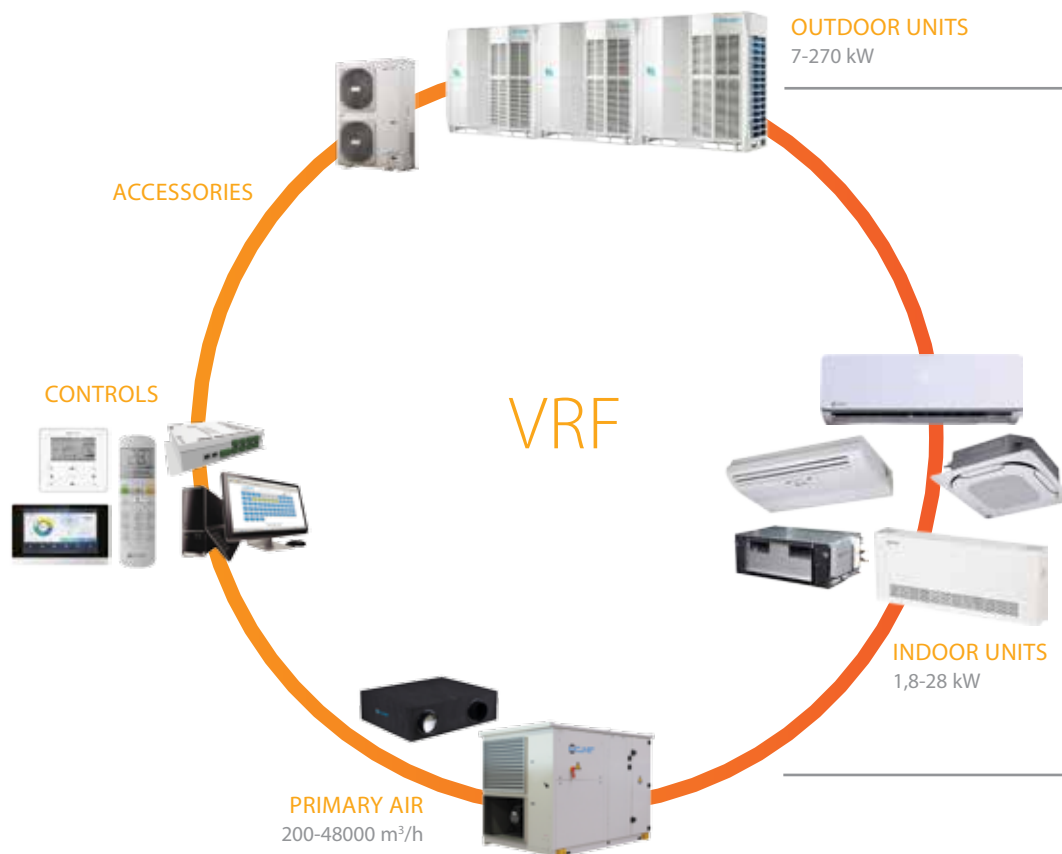 OUTDOOR UNITS
7-270 kW
ACCESSORIES
CONTROLS
VRF
INDOOR UNITS
1,8-28 kW
PRIMARY AIR
200-48000 m³/h